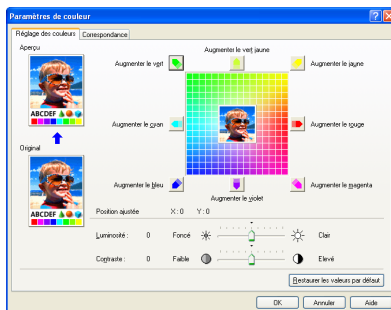 Paramètres de couleur
Réglage des couleurs Correspondance
Aperçu
Augmenter le vert jaune
Augmenter le vert Augmenter le jaune
ABCDEF
Augmenter le cyan Augmenter le rouge
Original
Augmenter le bleu Augmenter le magenta
Augmenter le violet
ABCDEF
Position ajustée X : 0 Y : 0
Luminosité : 0 Foncé Clair
Contraste : 0 Faible Elevé
Restaurer les valeurs par défaut
OK Annuler Aide